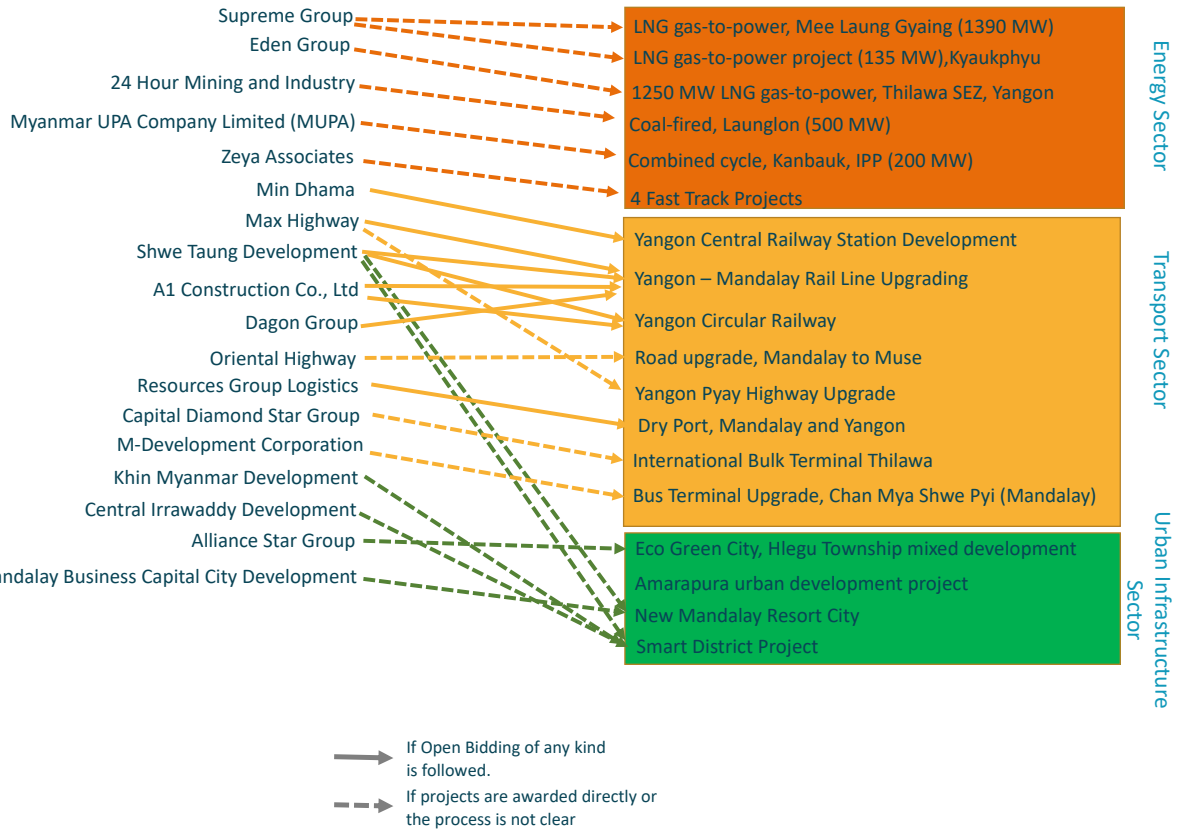 Supreme Group
Eden Group
24 Hour Mining and Industry
Myanmar UPA Company Limited (MUPA)
Zeya Associates
Min Dhama
Max Highway
Shwe Taung Development
A1 Construction Co., Ltd
Dagon Group
Oriental Highway
Resources Group Logistics
Capital Diamond Star Group
M-Development Corporation
Khin Myanmar Development
Central Irrawaddy Development
Alliance Star Group
andalay Business Capital City Development
LNG gas-to-power, Mee Laung Gyaing (1390 MW)
LNG gas-to-power project (135 MW),Kyaukphyu
1250 MW LNG gas-to-power, Thilawa SEZ, Yangon
Coal-fired, Launglon (500 MW)
Combined cycle, Kanbauk, IPP (200 MW)
4 Fast Track Projects
Energy Sector
Yangon Central Railway Station Development
Yangon – Mandalay Rail Line Upgrading
Yangon Circular Railway
Road upgrade, Mandalay to Muse
Yangon Pyay Highway Upgrade
Dry Port, Mandalay and Yangon
International Bulk Terminal Thilawa
Bus Terminal Upgrade, Chan Mya Shwe Pyi (Mandalay)
Transport Sector
Eco Green City, Hlegu Township mixed development
Amarapura urban development project
New Mandalay Resort City
Smart District Project
Urban Infrastructure
Sector
If Open Bidding of any kind
is followed.
If projects are awarded directly or
the process is not clear